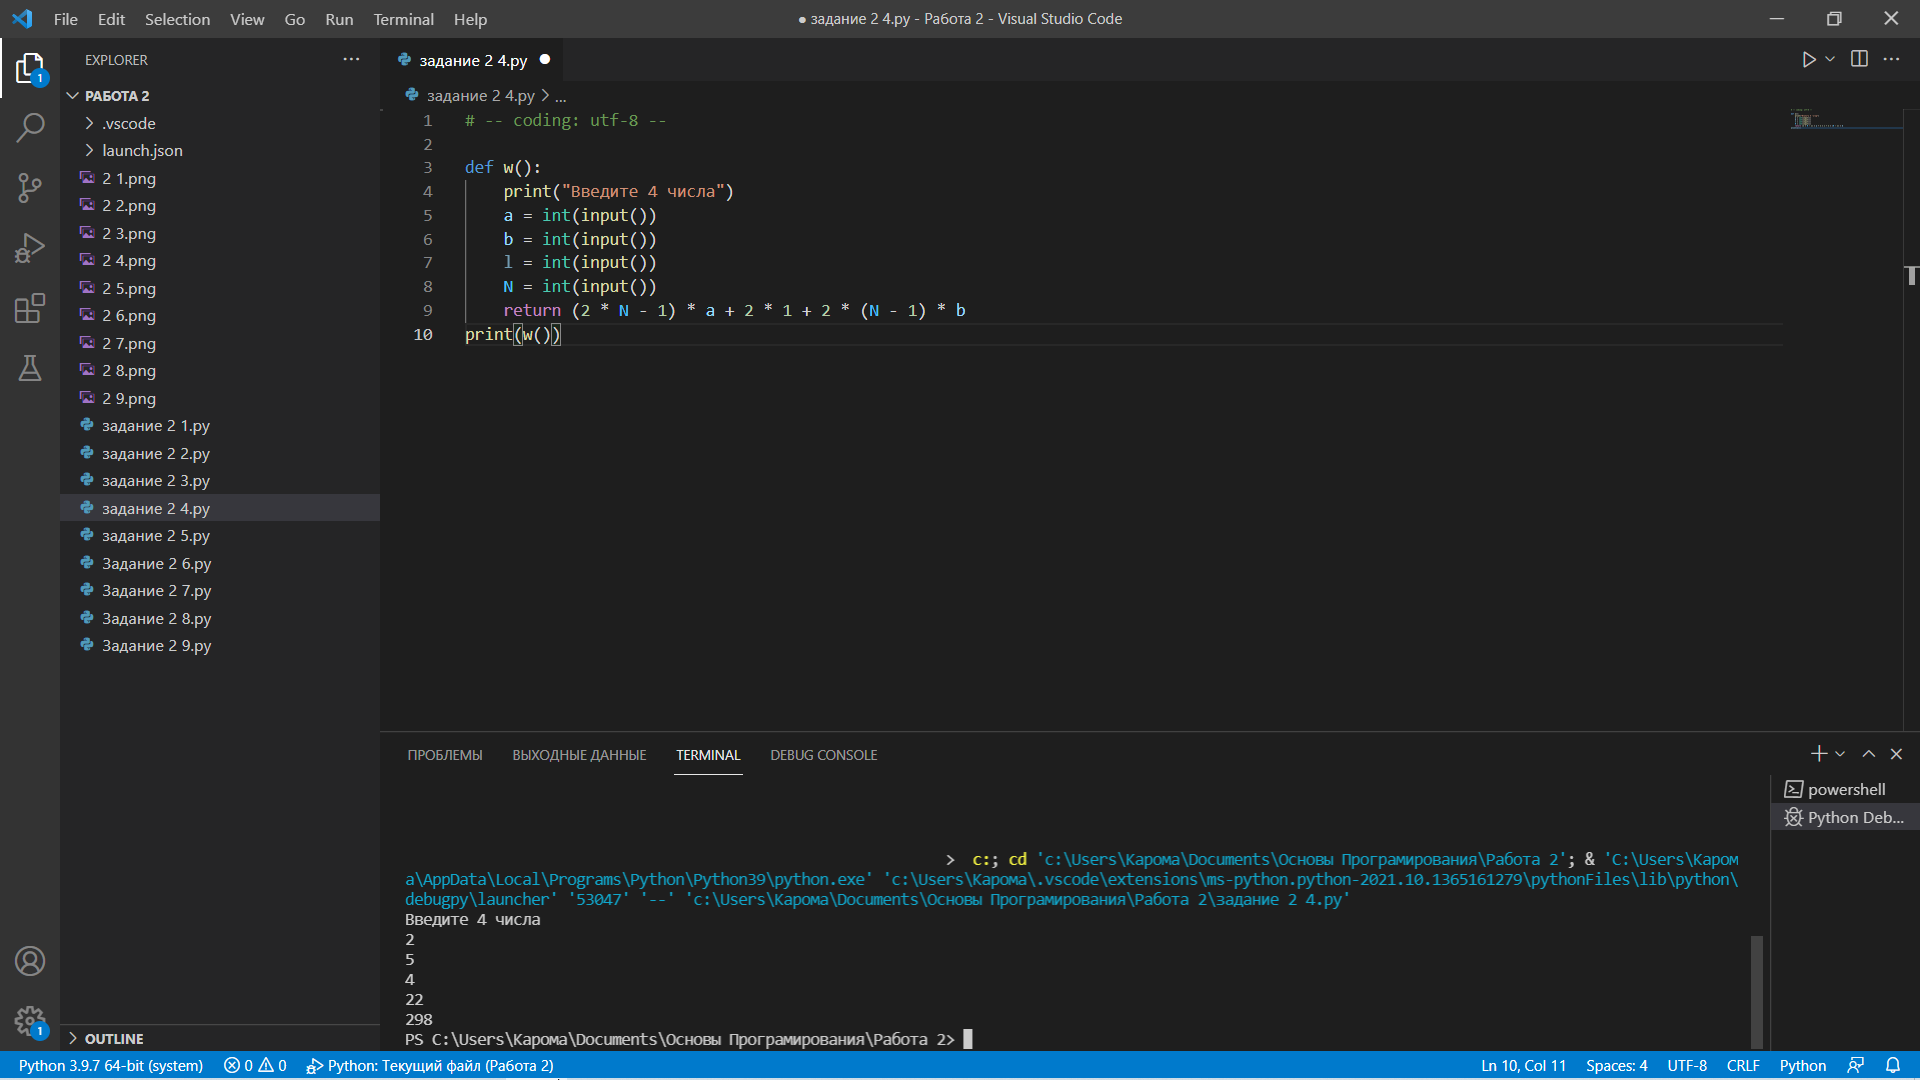 File Edit Selection View Go Run Terminal Help
● задание 2 4.py - Работа 2 - Visual Studio Code
EXPLORER
РАБОТА 2
.vscode
launch.json
2 1.png
2 2.png
2 3.png
2 4.png
2 5.png
2 6.png
2 7.png
2 8.png
2 9.png
задание 2 1.py
задание 2 2.py
задание 2 3.py
задание 2 4.py
задание 2 5.py
Задание 2 6.py
Задание 2 7.py
Задание 2 8.py
Задание 2 9.py
OUTLINE
1
1
задание 2 4.py
задание 2 4.py > ...
1 # -- coding: utf-8 --
2
3 def w():
4 print("Введите 4 числа")
5 a = int(input())
6 b = int(input())
7 l = int(input())
8 N = int(input())
9 return (2 * N - 1) * a + 2 * 1 + 2 * (N - 1) * b
10 print(w())
ПРОБЛЕМЫ ВЫХОДНЫЕ ДАННЫЕ TERMINAL DEBUG CONSOLE
powershell
Python Deb...
> c:; cd 'c:\Users\Карома\Documents\Основы Програмирования\Работа 2'; & 'C:\Users\Каром
а\AppData\Local\Programs\Python\Python39\python.exe' 'c:\Users\Карома\.vscode\extensions\ms-python.python-2021.10.1365161279\pythonFiles\lib\python\
debugpy\launcher' '53047' '--' 'c:\Users\Карома\Documents\Основы Програмирования\Работа 2\задание 2 4.py'
Введите 4 числа
2
5
4
22
298
PS C:\Users\Карома\Documents\Основы Програмирования\Работа 2>
Python 3.9.7 64-bit (system) 0 0 Python: Текущий файл (Работа 2) Ln 10, Col 11 Spaces: 4 UTF-8 CRLF Python